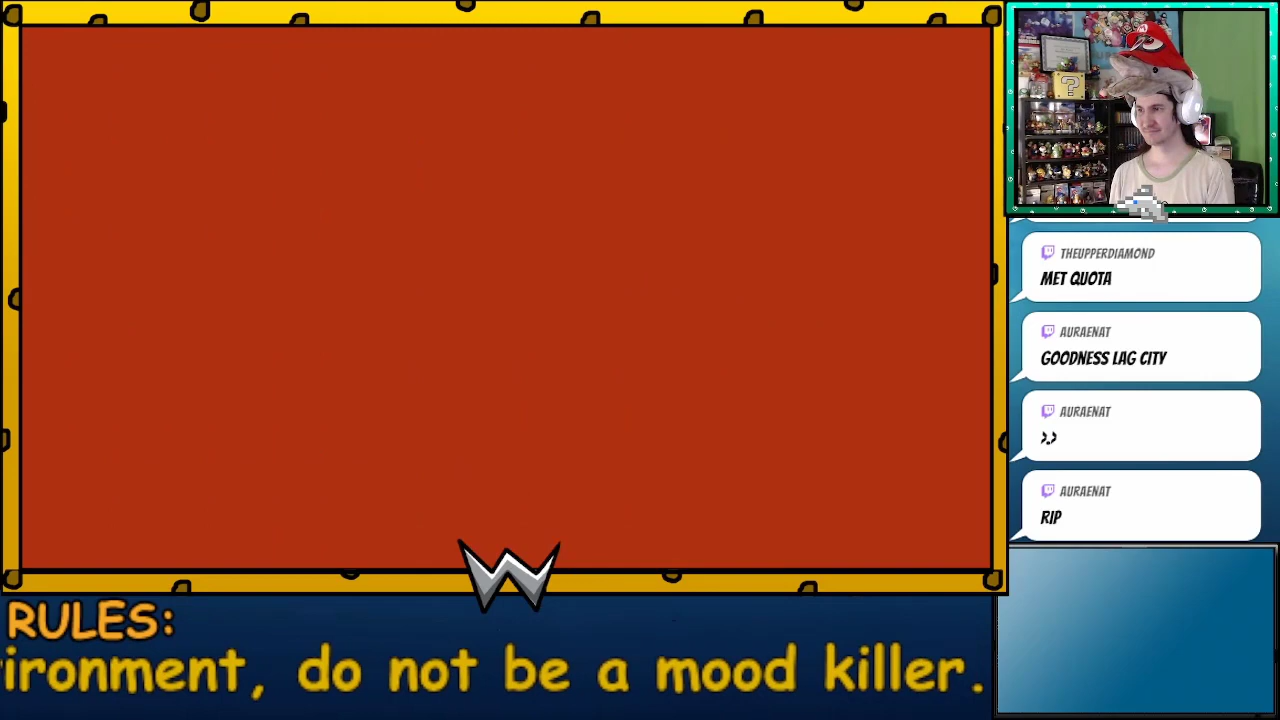 THEUPPERDIAMOND
MET QUOTA
AURAENAT
GOODNESS LAG CITY
AURAENAT
>.>
AURAENAT
RIP
RULES:
ironment, do not be a mood killer.